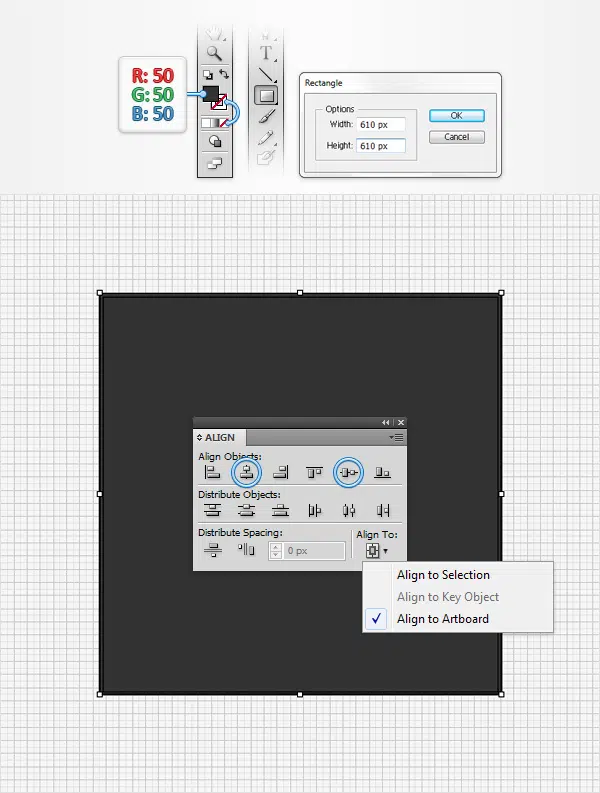 R: 50
G: 50
B: 50
T
Rectangle
Options
Width: 610 px
Height: 610 px
OK
Cancel
ALIGN
Align Objects:
Distribute Objects:
Distribute Spacing:
Align To:
0 px
Align to Selection
Align to Key Object
Align to Artboard